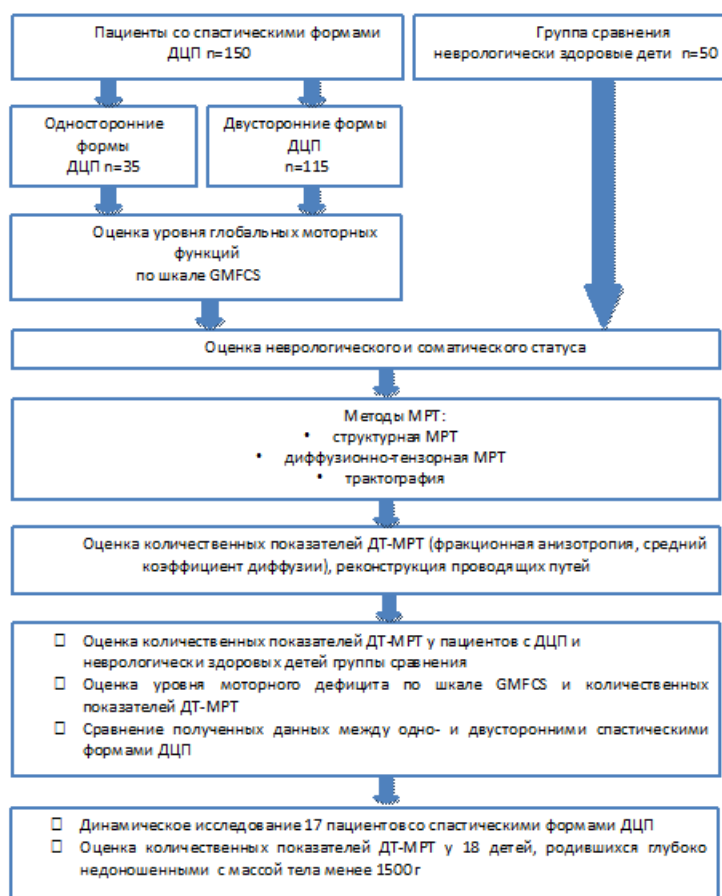 Пациенты со спастическими формами
ДЦП n=150
Группа сравнения
неврологически здоровые дети n=50
Односторонние
формы
ДЦП n=35
Двусторонние формы
ДЦП
n=115
Оценка уровня глобальных моторных
функций
по шкале GMFCS
Оценка неврологического и соматического статуса
Методы МРТ:
• структурная МРТ
• диффузионно-тензорная МРТ
• трактография
Оценка количественных показателей ДТ-МРТ (фракционная анизотропия, средний
коэффициент диффузии), реконструкция проводящих путей
□ Оценка количественных показателей ДТ-МРТ у пациентов с ДЦП и
неврологически здоровых детей группы сравнения
□ Оценка уровня моторного дефицита по шкале GMFCS и количественных
показателей ДТ-МРТ
□ Сравнение полученных данных между одно- и двусторонними спастическими
формами ДЦП
□ Динамическое исследование 17 пациентов со спастическими формами ДЦП
□ Оценка количественных показателей ДТ-МРТ у 18 детей, родившихся глубоко
недоношенными с массой тела менее 1500 г